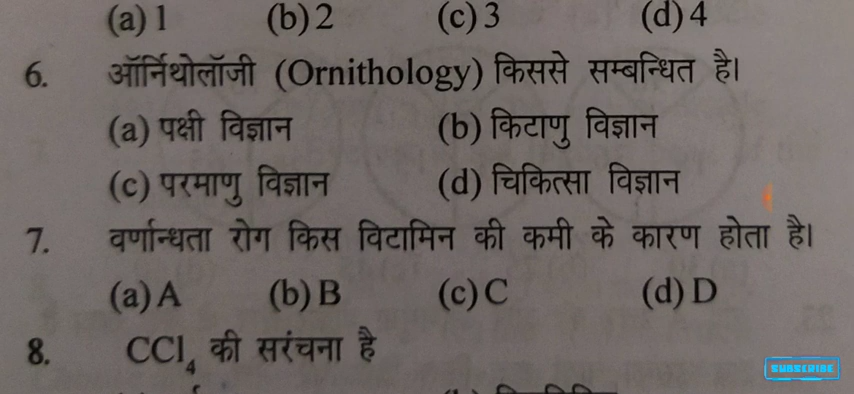 (a) 1 (b) 2 (c) 3 (d) 4
6. ऑर्निथोलॉजी (Ornithology) किससे सम्बन्धित है।
(a) पक्षी विज्ञान (b) किटाणु विज्ञान
(c) परमाणु विज्ञान (d) चिकित्सा विज्ञान
7. वर्णान्धता रोग किस विटामिन की कमी के कारण होता है।
(a) A (b) B (c) C (d) D
8. CCl₄ की सरंचना है
SUBSCRIBE